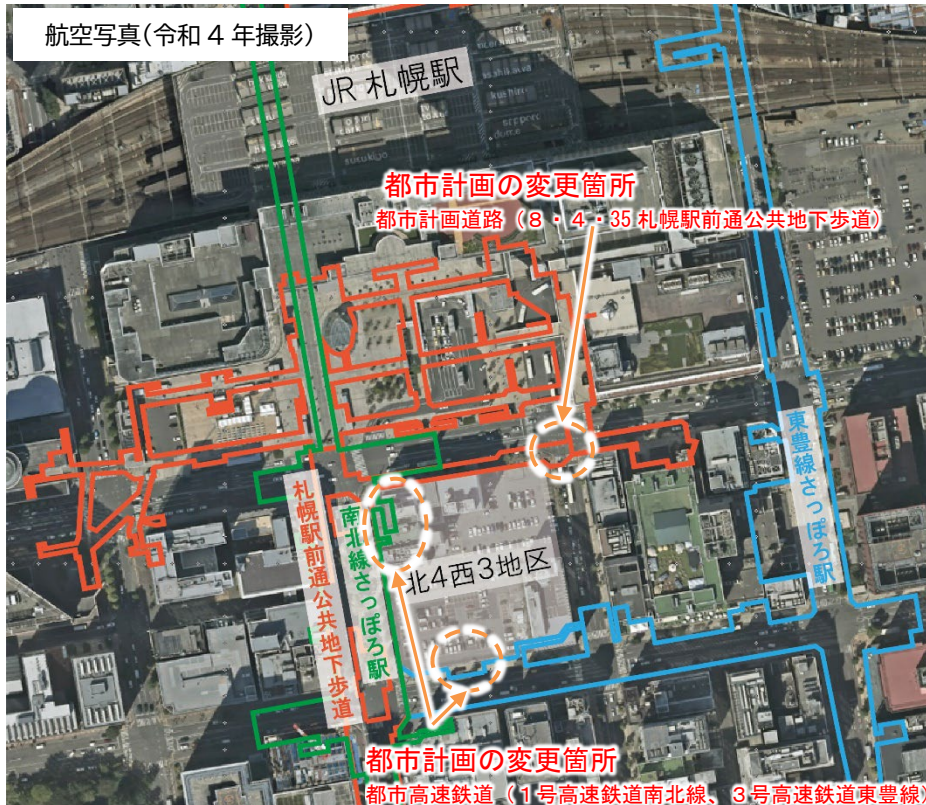 航空写真(令和4年撮影)
JR 札幌駅
都市計画の変更箇所
都市計画道路(8・4・35 札幌駅前通公共地下歩道)
東豊線さっぽろ駅
札幌駅前通公共地下歩道
南北線さっぽろ駅
北4西3地区
都市計画の変更箇所
都市高速鉄道(1号高速鉄道南北線、3号高速鉄道東豊線)